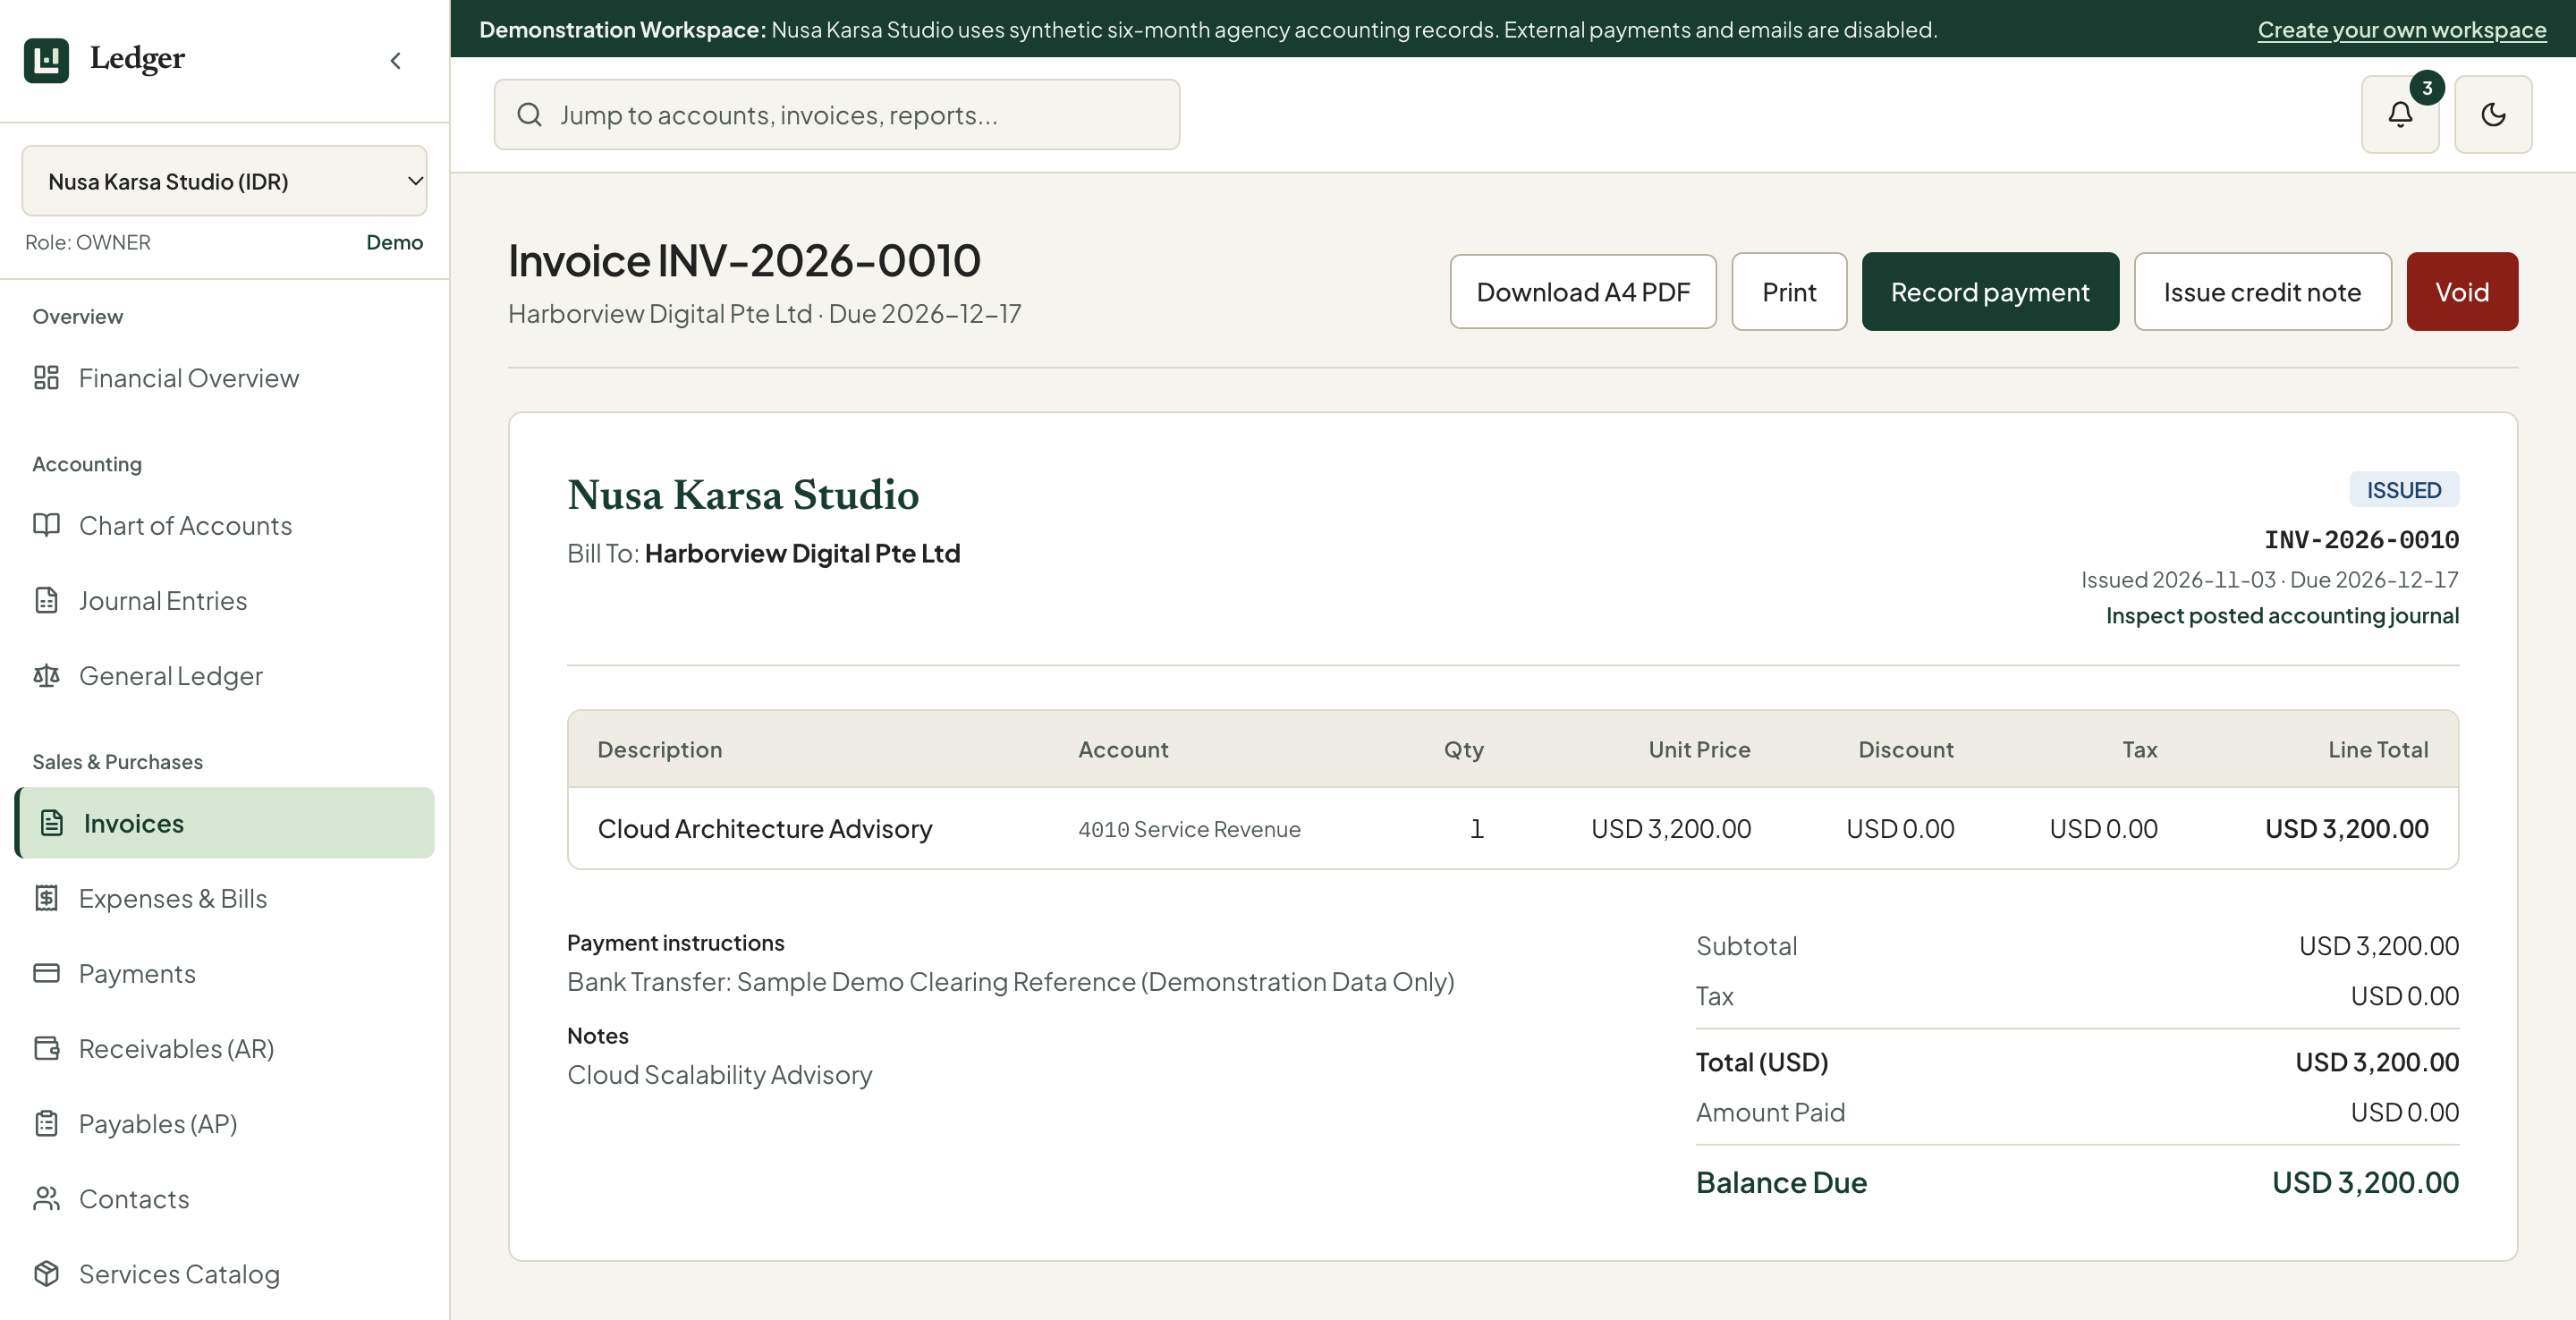 Demonstration Workspace: Nusa Karsa Studio uses synthetic six-month agency accounting records. External payments and emails are disabled.
Create your own workspace
Ledger
Nusa Karsa Studio (IDR)
Role: OWNER
Demo
Overview
Financial Overview
Accounting
Chart of Accounts
Journal Entries
General Ledger
Sales & Purchases
Invoices
Expenses & Bills
Payments
Receivables (AR)
Payables (AP)
Contacts
Services Catalog
Jump to accounts, invoices, reports...
3
Invoice INV-2026-0010
Harborview Digital Pte Ltd · Due 2026-12-17
Download A4 PDF
Print
Record payment
Issue credit note
Void
Nusa Karsa Studio
Bill To: Harborview Digital Pte Ltd
ISSUED
INV-2026-0010
Issued 2026-11-03 · Due 2026-12-17
Inspect posted accounting journal
Description Account Qty Unit Price Discount Tax Line Total
Cloud Architecture Advisory 4010 Service Revenue 1 USD 3,200.00 USD 0.00 USD 0.00 USD 3,200.00
Payment instructions
Bank Transfer: Sample Demo Clearing Reference (Demonstration Data Only)
Notes
Cloud Scalability Advisory
Subtotal USD 3,200.00
Tax USD 0.00
Total (USD) USD 3,200.00
Amount Paid USD 0.00
Balance Due USD 3,200.00